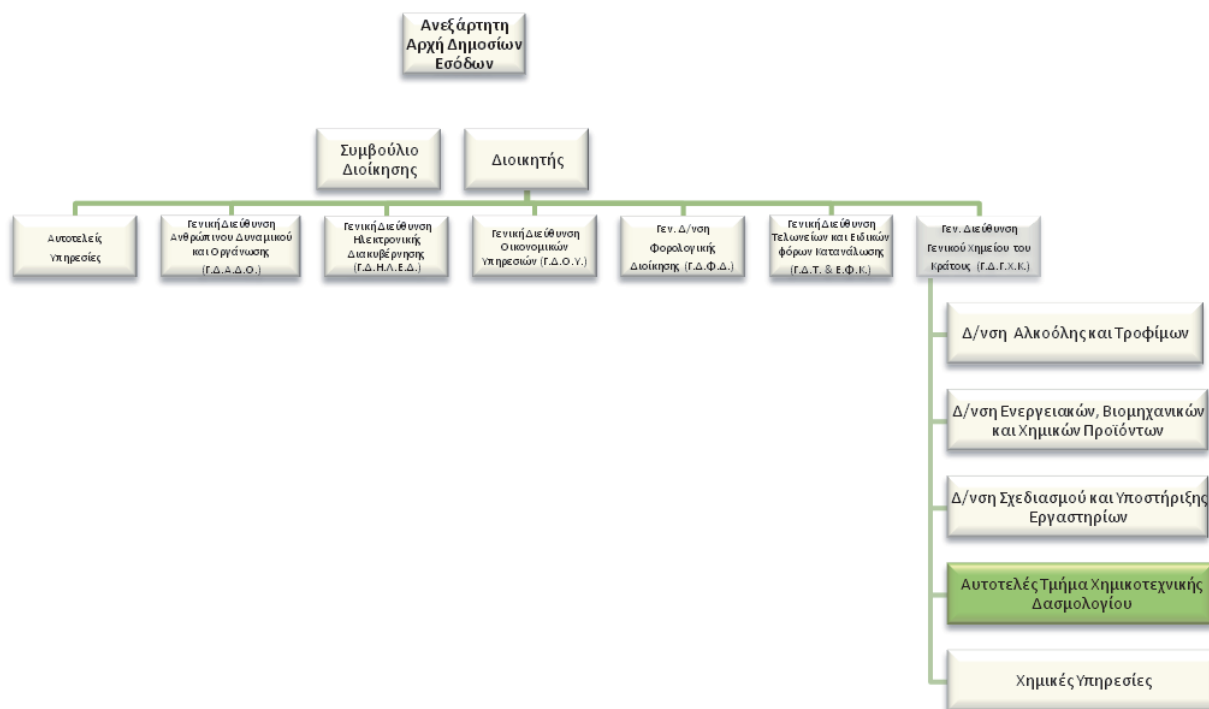 Ανεξάρτητη
Αρχή Δημοσίων
Εσόδων
Συμβούλιο
Διοίκησης
Διοικητής
Αυτοτελείς
Υπηρεσίες
Γενική Διεύθυνση
Ανθρώπινου Δυναμικού
και Οργάνωσης
(Γ.Δ.Α.Δ.Ο.)
Γενική Διεύθυνση
Ηλεκτρονικής
Διακυβέρνησης
(Γ.Δ.Η.Λ.Ε.Δ.)
Γενική Διεύθυνση
Οικονομικών
Υπηρεσιών (Γ.Δ.Ο.Υ.)
Γεν. Δ/νση
Φορολογικής
Διοίκησης (Γ.Δ.Φ.Δ.)
Γενική Διεύθυνση
Τελωνείων και Ειδικών
φόρων Κατανάλωσης
(Γ.Δ.Τ. & Ε.Φ.Κ.)
Γεν. Διεύθυνση
Γενικού Χημείου του
Κράτους (Γ.Δ.Γ.Χ.Κ.)
Δ/νση Αλκοόλης και Τροφίμων
Δ/νση Ενεργειακών, Βιομηχανικών
και Χημικών Προϊόντων
Δ/νση Σχεδιασμού και Υποστήριξης
Εργαστηρίων
Αυτοτελές Τμήμα Χημικοτεχνικής
Δασμολογίου
Χημικές Υπηρεσίες